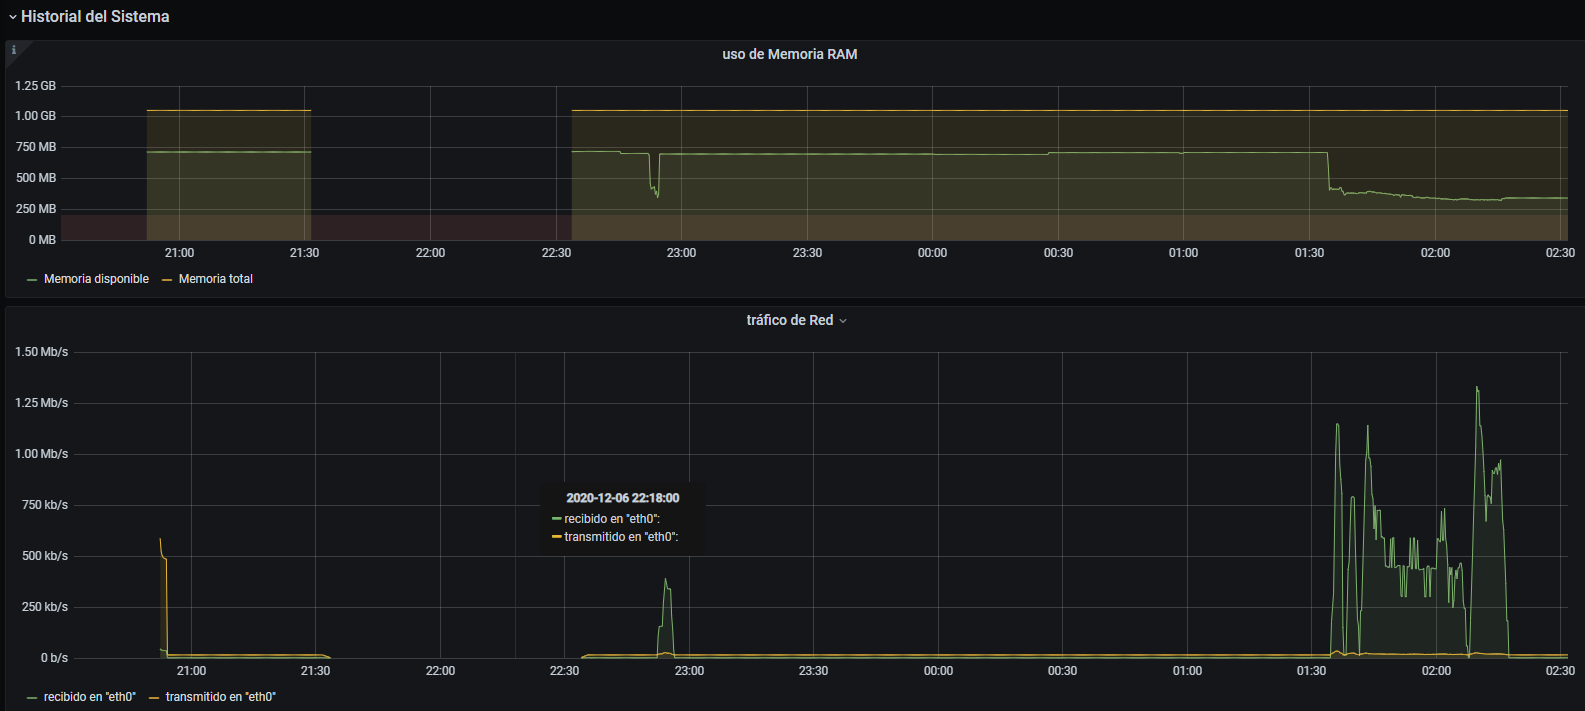 Historial del Sistema
i
uso de Memoria RAM
1.25 GB
1.00 GB
750 MB
500 MB
250 MB
0 MB
21:00 21:30 22:00 22:30 23:00 23:30 00:00 00:30 01:00 01:30 02:00 02:30
Memoria disponible Memoria total
tráfico de Red
1.50 Mb/s
1.25 Mb/s
1.00 Mb/s
750 kb/s
500 kb/s
250 kb/s
0 b/s
2020-12-06 22:18:00
recibido en "eth0":
transmitido en "eth0":
21:00 21:30 22:00 22:30 23:00 23:30 00:00 00:30 01:00 01:30 02:00 02:30
recibido en "eth0" transmitido en "eth0"